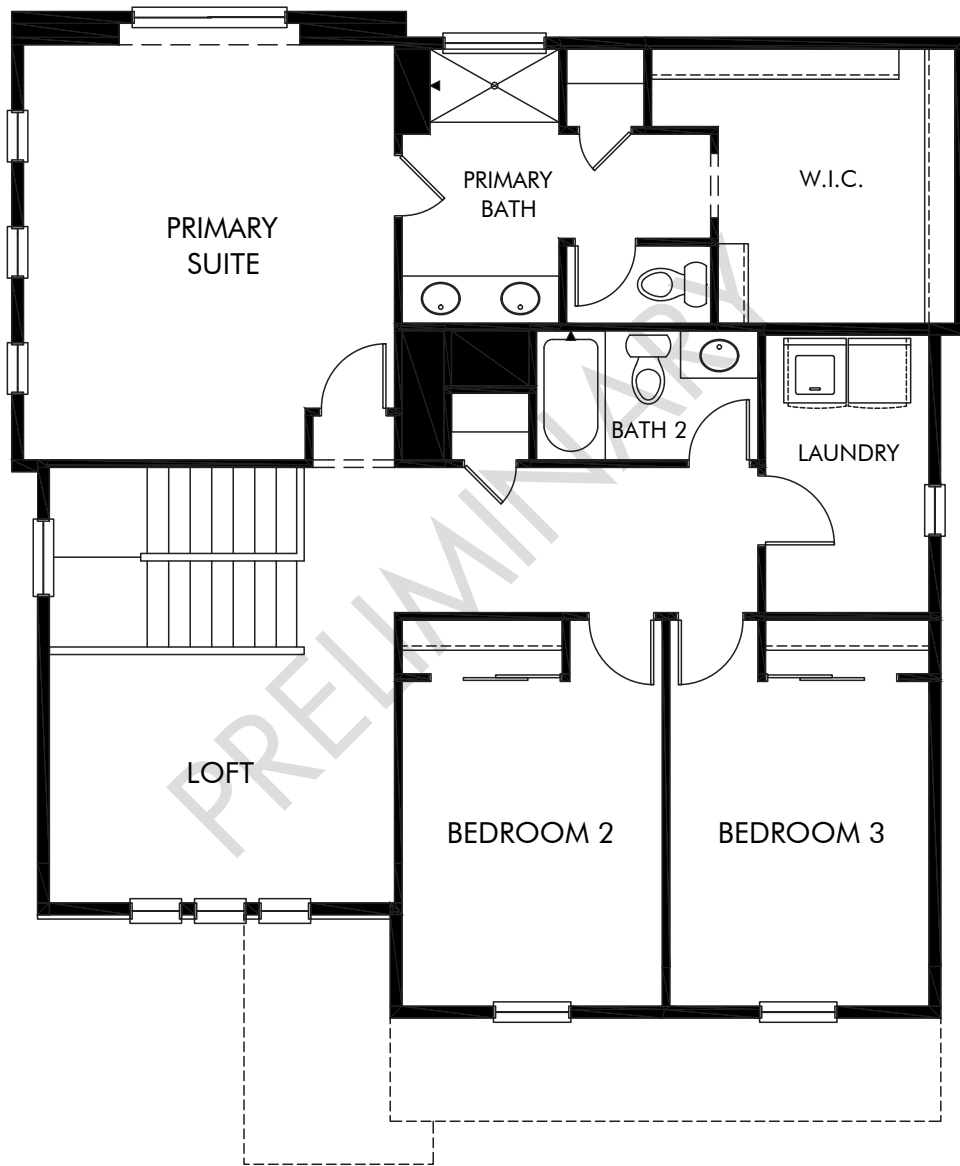 PRIMARY
SUITE
PRIMARY
BATH
W.I.C.
BATH 2
LAUNDRY
LOFT
BEDROOM 2
BEDROOM 3
PRELIMINARY